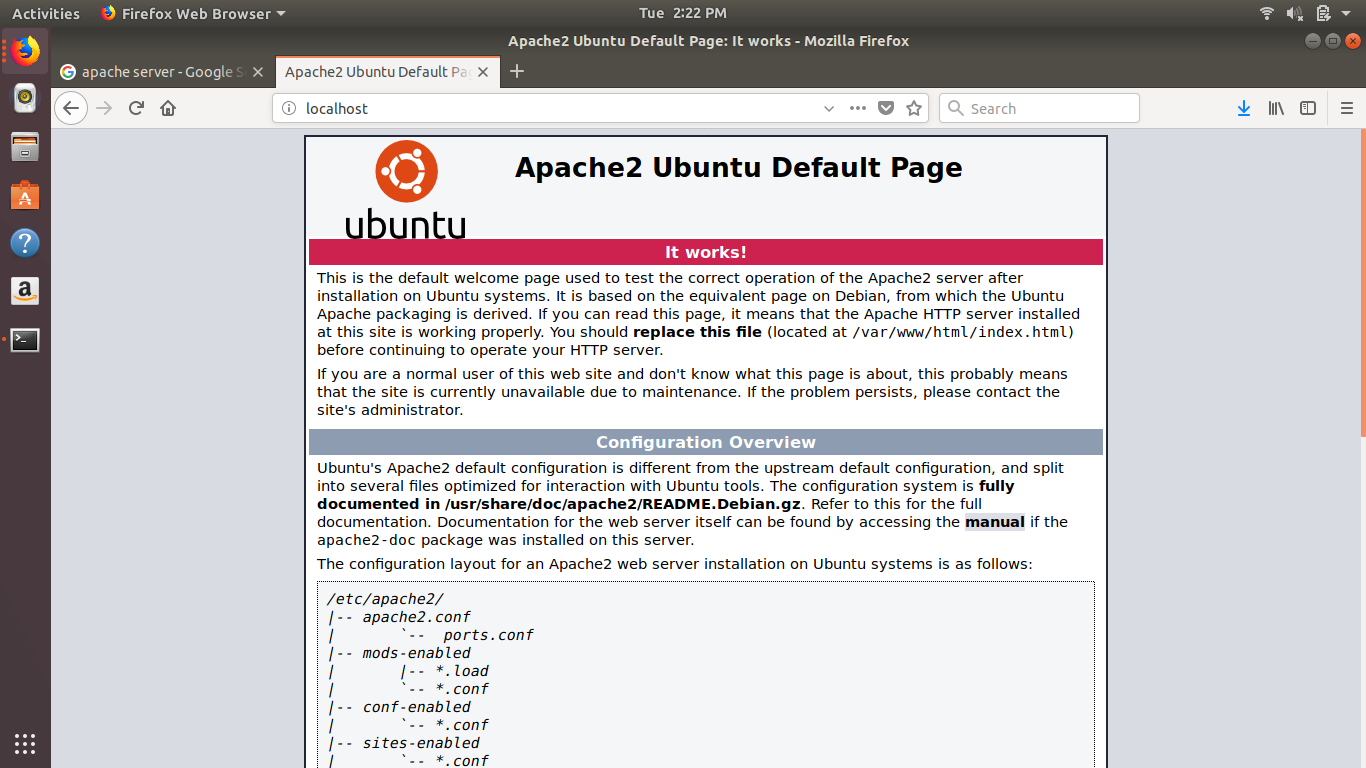 Activities Firefox Web Browser Tue 2:22 PM
Apache2 Ubuntu Default Page: It works - Mozilla Firefox
apache server - Google S Apache2 Ubuntu Default Pa
localhost Search
ubuntu
Apache2 Ubuntu Default Page
It works!
This is the default welcome page used to test the correct operation of the Apache2 server after
installation on Ubuntu systems. It is based on the equivalent page on Debian, from which the Ubuntu
Apache packaging is derived. If you can read this page, it means that the Apache HTTP server installed
at this site is working properly. You should replace this file (located at /var/www/html/index.html)
before continuing to operate your HTTP server.
If you are a normal user of this web site and don't know what this page is about, this probably means
that the site is currently unavailable due to maintenance. If the problem persists, please contact the
site's administrator.
Configuration Overview
Ubuntu's Apache2 default configuration is different from the upstream default configuration, and split
into several files optimized for interaction with Ubuntu tools. The configuration system is fully
documented in /usr/share/doc/apache2/README.Debian.gz. Refer to this for the full
documentation. Documentation for the web server itself can be found by accessing the manual if the
apache2-doc package was installed on this server.
The configuration layout for an Apache2 web server installation on Ubuntu systems is as follows:
/etc/apache2/
|-- apache2.conf
|       `--  ports.conf
|-- mods-enabled
|       |-- *.load
|       `-- *.conf
|-- conf-enabled
|       `-- *.conf
|-- sites-enabled
|       `-- *.conf